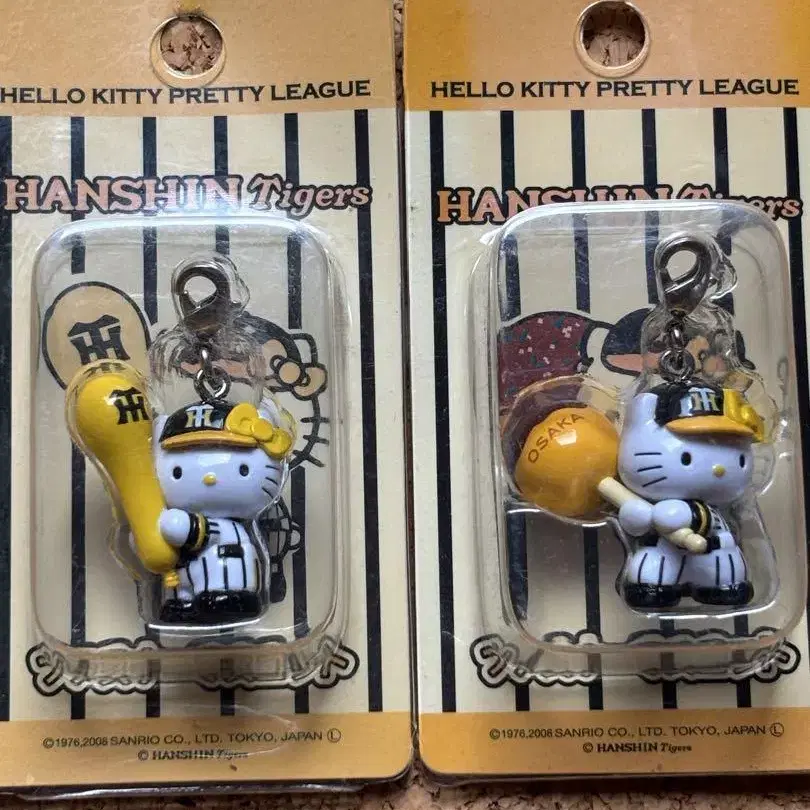 HELLO KITTY PRETTY LEAGUE
HANSHIN Tigers
©1976,2008 SANRIO CO., LTD. TOKYO, JAPAN Ⓛ
© HANSHIN Tigers
HELLO KITTY PRETTY LEAGUE
HANSHIN Tigers
OSAKA
©1976,2008 SANRIO CO., LTD. TOKYO, JAPAN Ⓛ
© HANSHIN Tigers